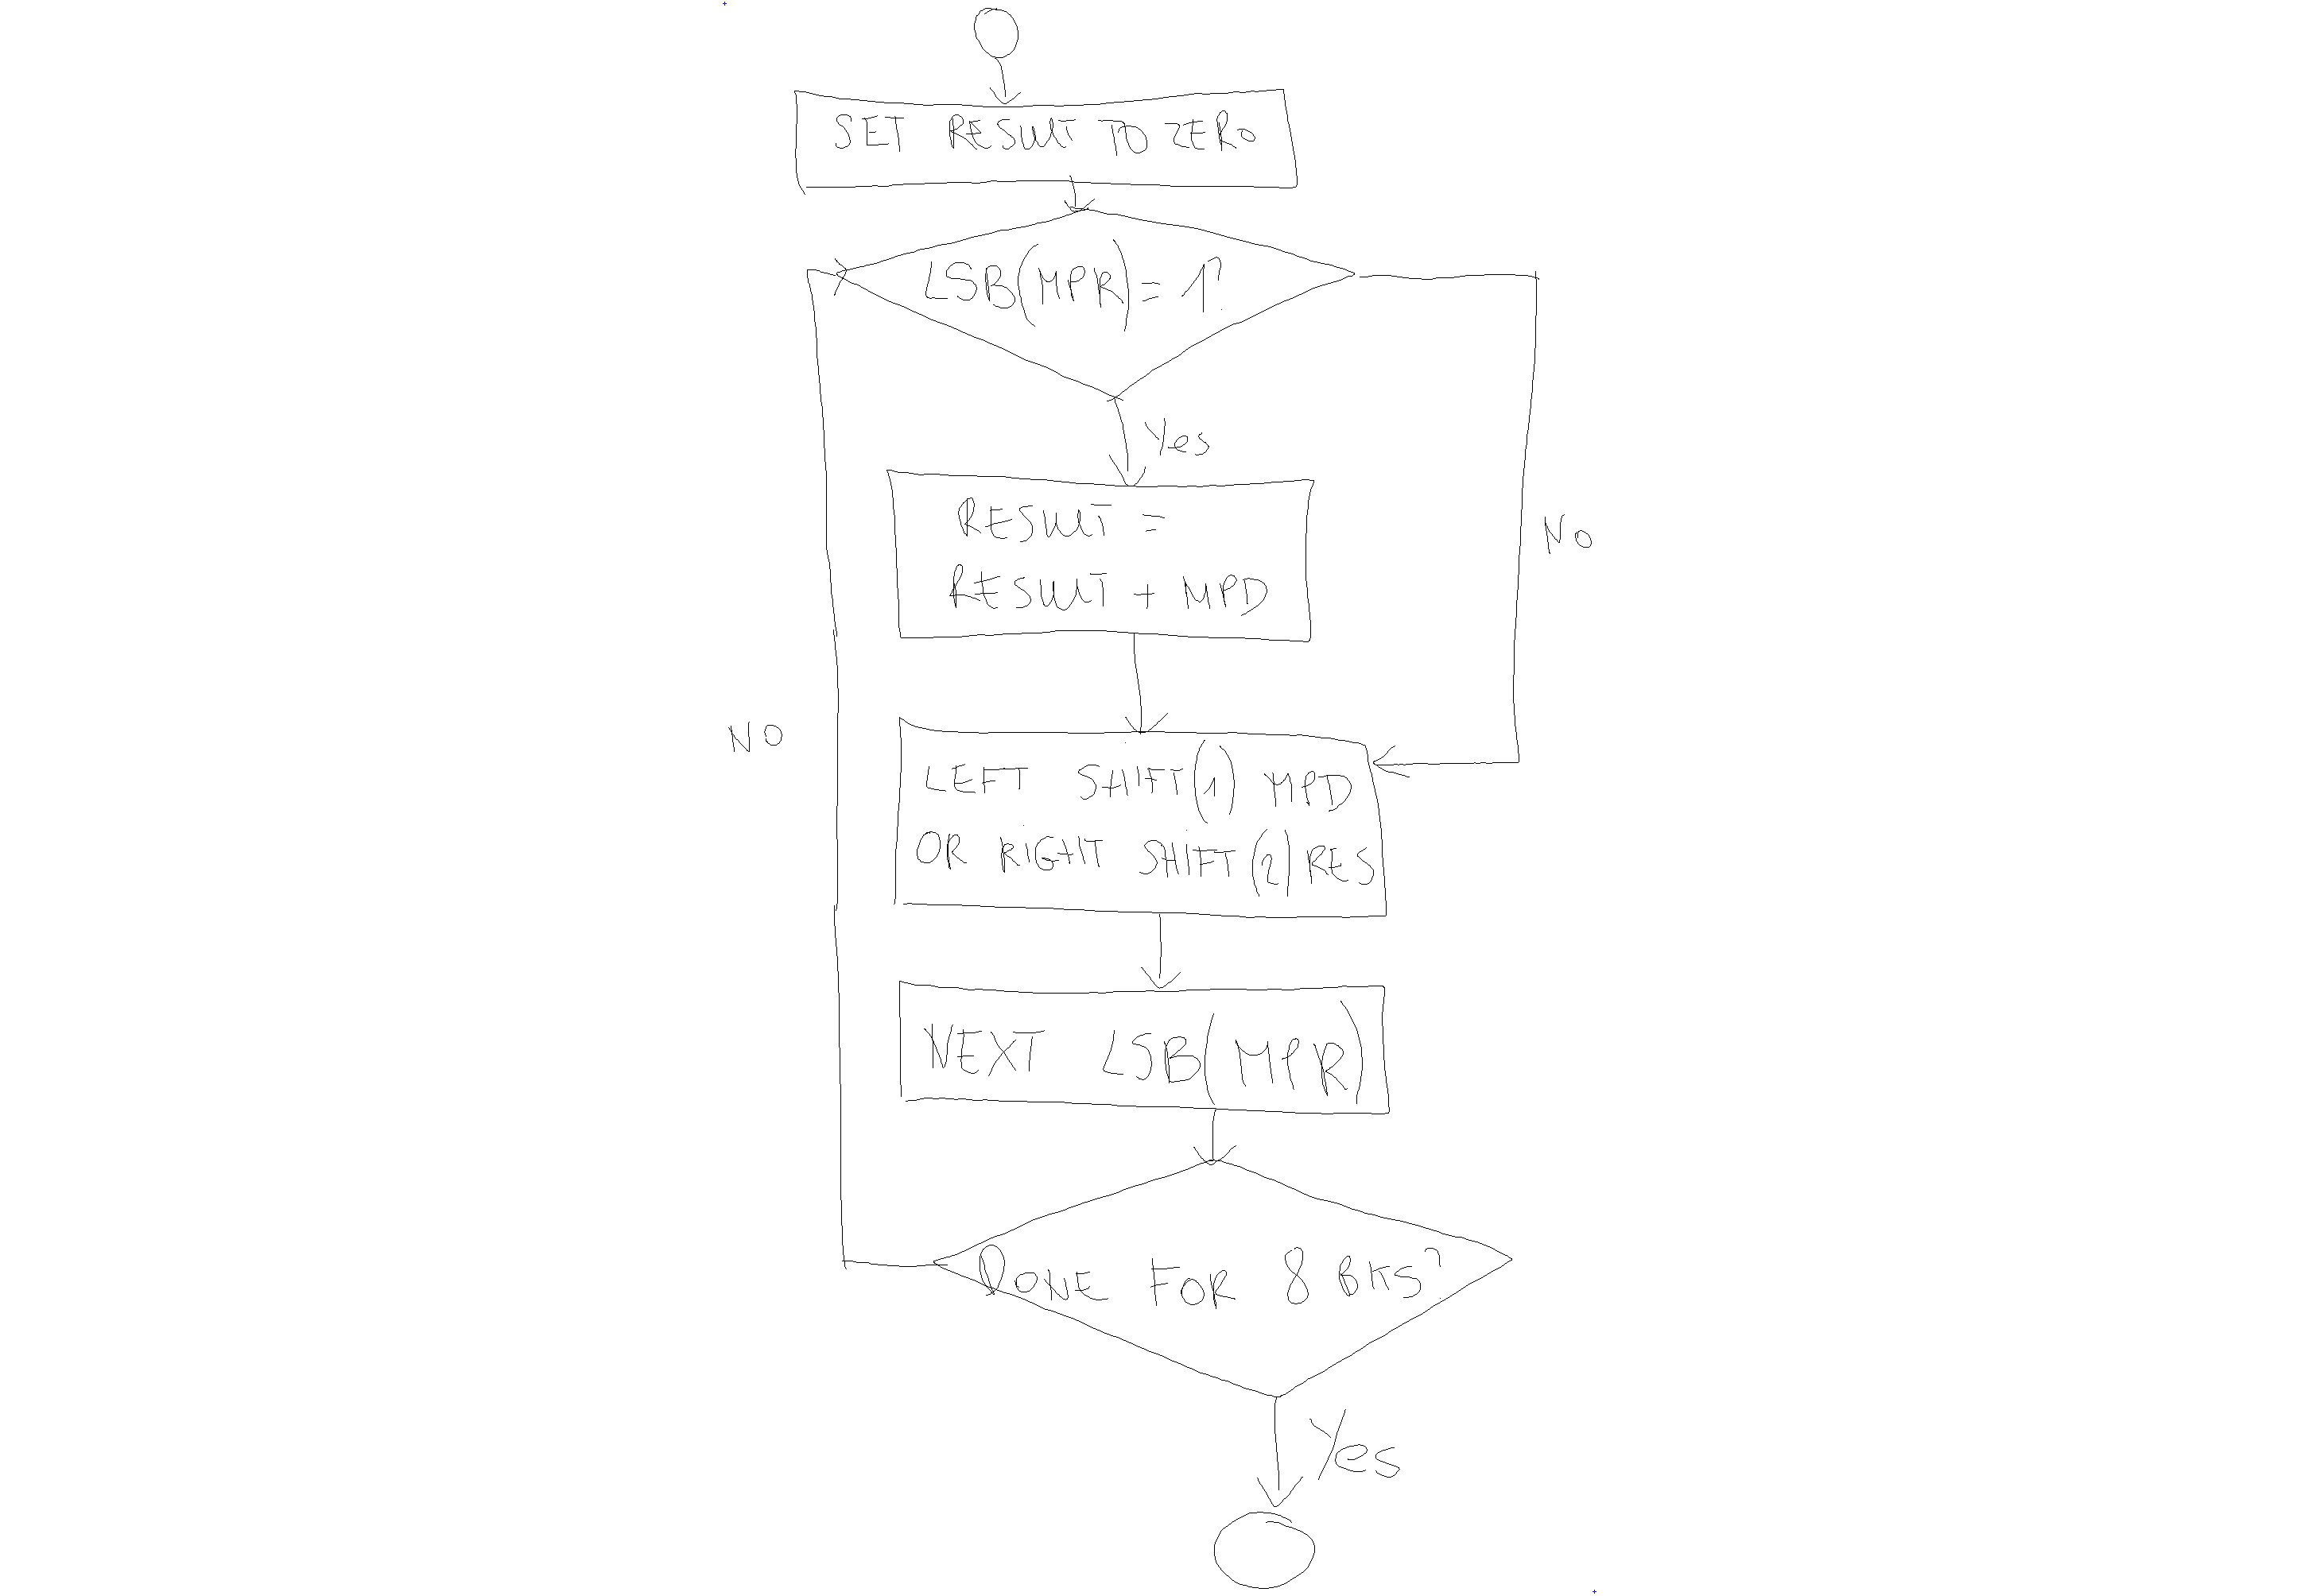 SET RESULT TO ZERO
LSB(MPR)=1?
Yes
RESULT =
RESULT + MPD
NO
LEFT SHIFT(1) MPD
OR RIGHT SHIFT(2) RES
NO
NEXT LSB(MPR)
DONE FOR 8 BITS?
Yes